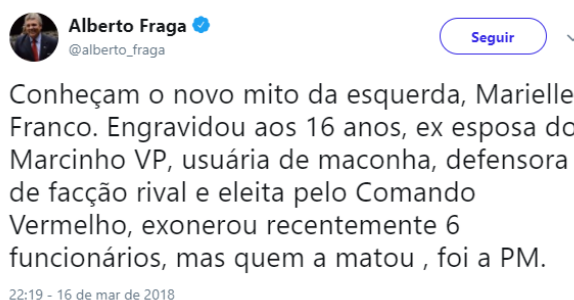 Alberto Fraga
@alberto_fraga
Seguir
Conheçam o novo mito da esquerda, Marielle
Franco. Engravidou aos 16 anos, ex esposa do
Marcinho VP, usuária de maconha, defensora
de facção rival e eleita pelo Comando
Vermelho, exonerou recentemente 6
funcionários, mas quem a matou , foi a PM.
22:19 - 16 de mar de 2018